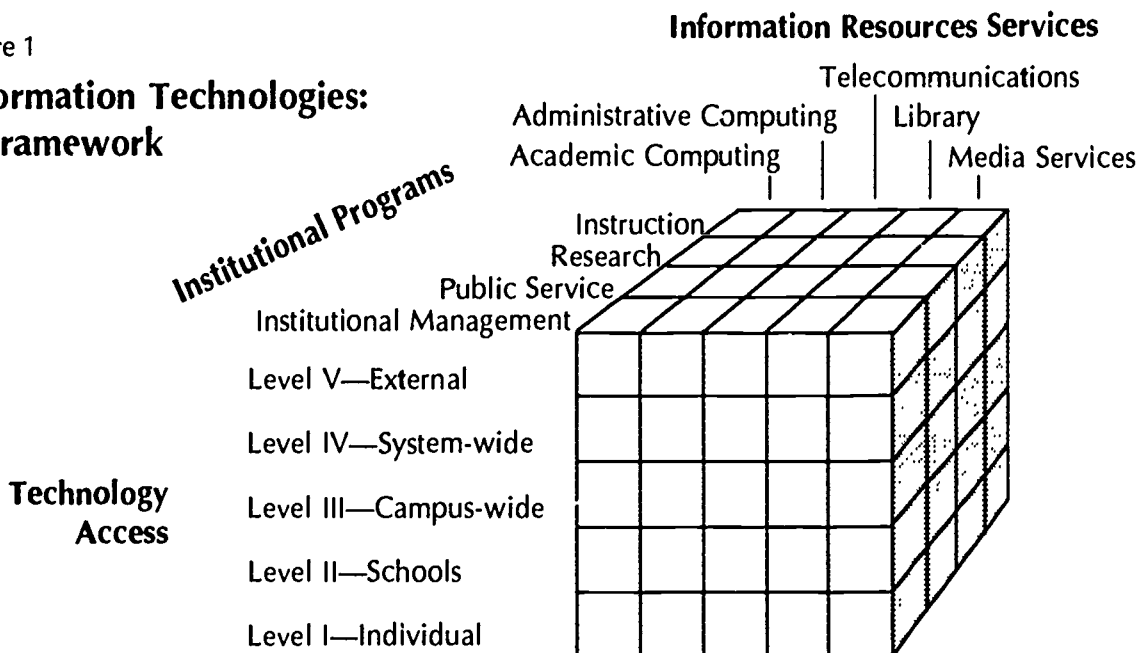 re 1
ormation Technologies:
ramework
Information Resources Services
Telecommunications
Administrative Computing
Library
Academic Computing
Media Services
Institutional Programs
Instruction
Research
Public Service
Institutional Management
Level V—External
Level IV—System-wide
Technology
Access
Level III—Campus-wide
Level II—Schools
Level I—Individual